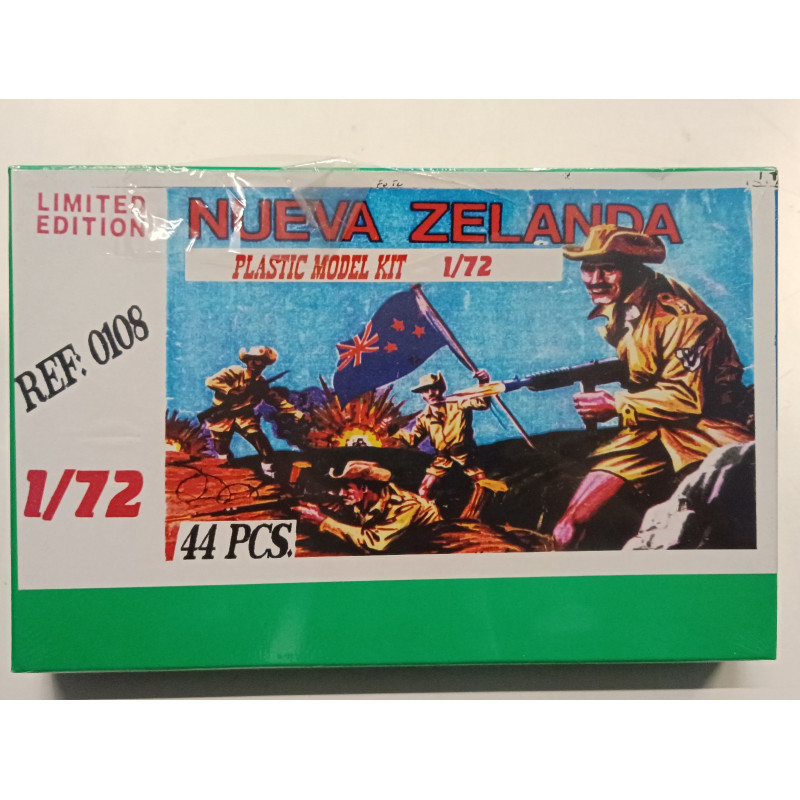 LIMITED
EDITION
NUEVA ZELANDA
PLASTIC MODEL KIT 1/72
REF: 0108
1/72
44 PCS.